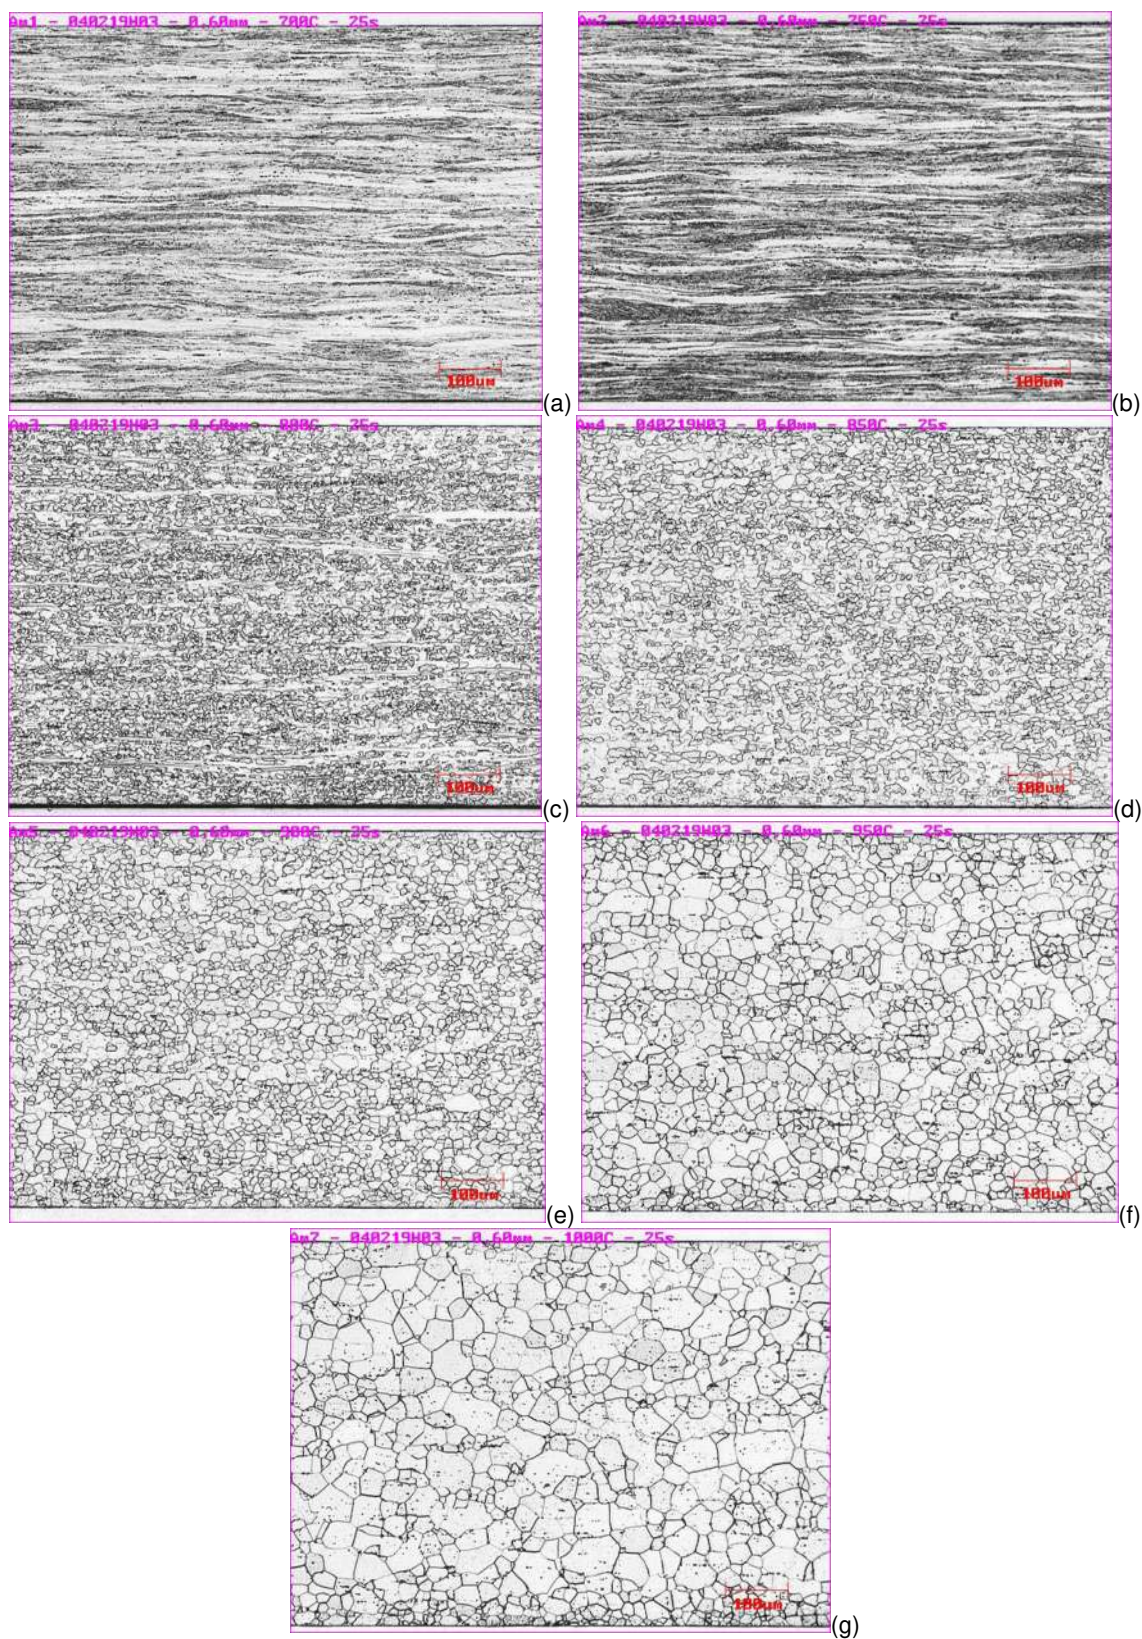 Am1 - 040219H03 - 0.60mm - 700C - 25s
100um
(a)
Am2 - 040219H03 - 0.60mm - 750C - 25s
100um
(b)
Am3 - 040219H03 - 0.60mm - 800C - 25s
100um
(c)
Am4 - 040219H03 - 0.60mm - 850C - 25s
100um
(d)
Am5 - 040219H03 - 0.60mm - 900C - 25s
100um
(e)
Am6 - 040219H03 - 0.60mm - 950C - 25s
100um
(f)
Am7 - 040219H03 - 0.60mm - 1000C - 25s
100um
(g)